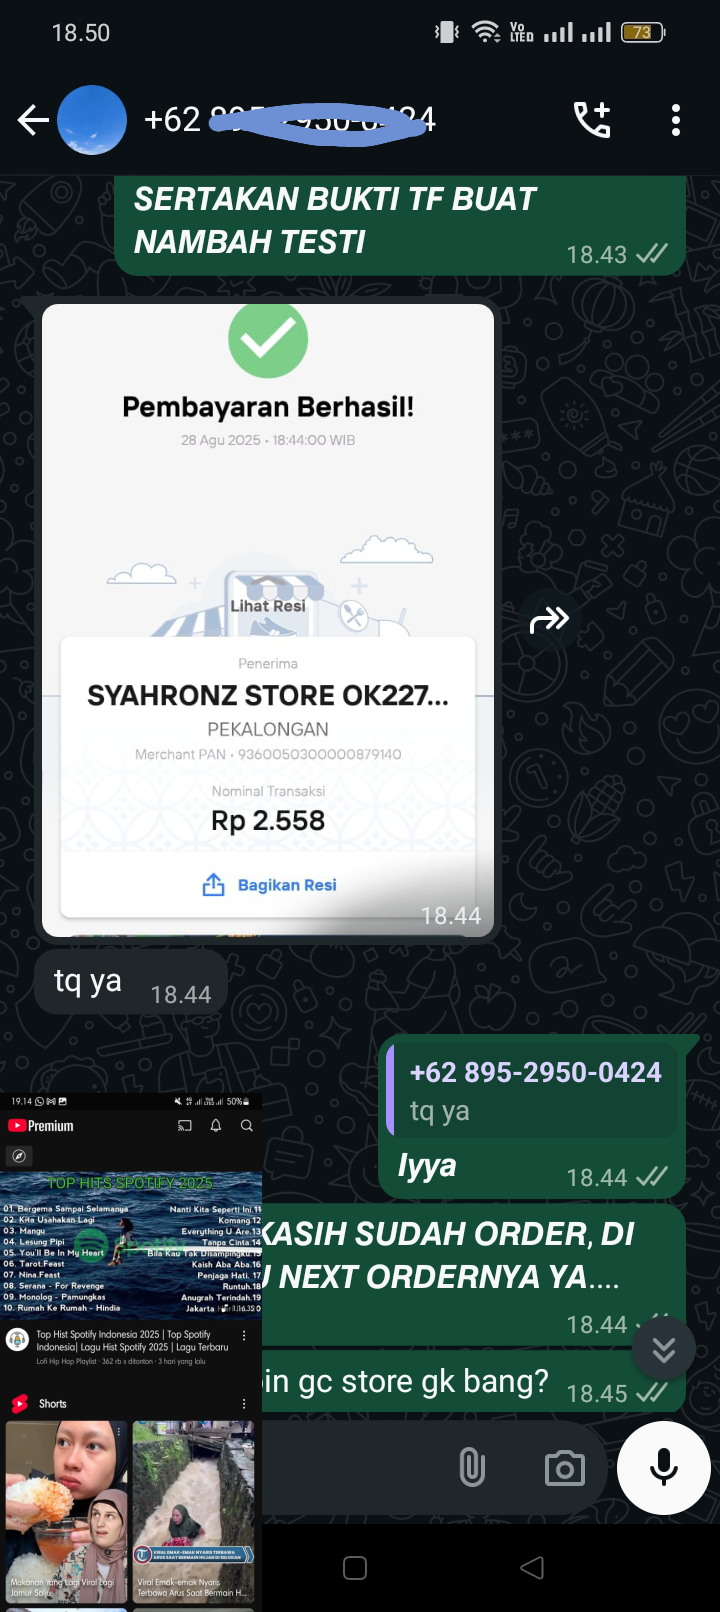 18.50
Vo
LTED
73
+62
SERTAKAN BUKTI TF BUAT
NAMBAH TESTI
18.43
Pembayaran Berhasil!
28 Agu 2025 • 18:44:00 WIB
Lihat Resi
Penerima
SYAHRONZ STORE OK227...
PEKALONGAN
Merchant PAN • 9360050300000879140
Nominal Transaksi
Rp 2.558
Bagikan Resi
18.44
tq ya
18.44
+62 895-2950-0424
tq ya
Iyya
18.44
KASIH SUDAH ORDER, DI
U NEXT ORDERNYA YA....
18.44
in gc store gk bang?
18.45
19.14
50%
Premium
TOP HITS SPOTIFY 2025
01. Bergema Sampai Selamanya
02. Kita Usahakan Lagi
03. Mangu
04. Lesung Pipi
05. You'll Be In My Heart
06. Tarot.Feast
07. Nina.Feast
08. Serana - For Revenge
09. Monolog - Pamungkas
10. Rumah Ke Rumah - Hindia
Nanti Kita Seperti Ini.11
Komang.12
Everything U Are.13
Tanpa Cinta.14
Bila Kau Tak Disampingku.15
Kaish Aba Aba.16
Penjaga Hati. 17
Runtuh.18
Anugrah Terindah.19
Jakarta
Top Hist Spotify Indonesia 2025 | Top Spotify
Indonesia| Lagu Hist Spotify 2025 | Lagu Terbaru
Lofi Hip Hop Playlist · 362 rb x ditonton · 3 hari yang lalu
Shorts
VIRAL EMAK-EMAK NYARIS TERBAWA
ARUS SAAT BERMAIN HUJAN DI SELOKAN
Makanan Yang Lagi Viral Lagi
Jamur Salju
Viral Emak-emak Nyaris
Terbawa Arus Saat Bermain H...